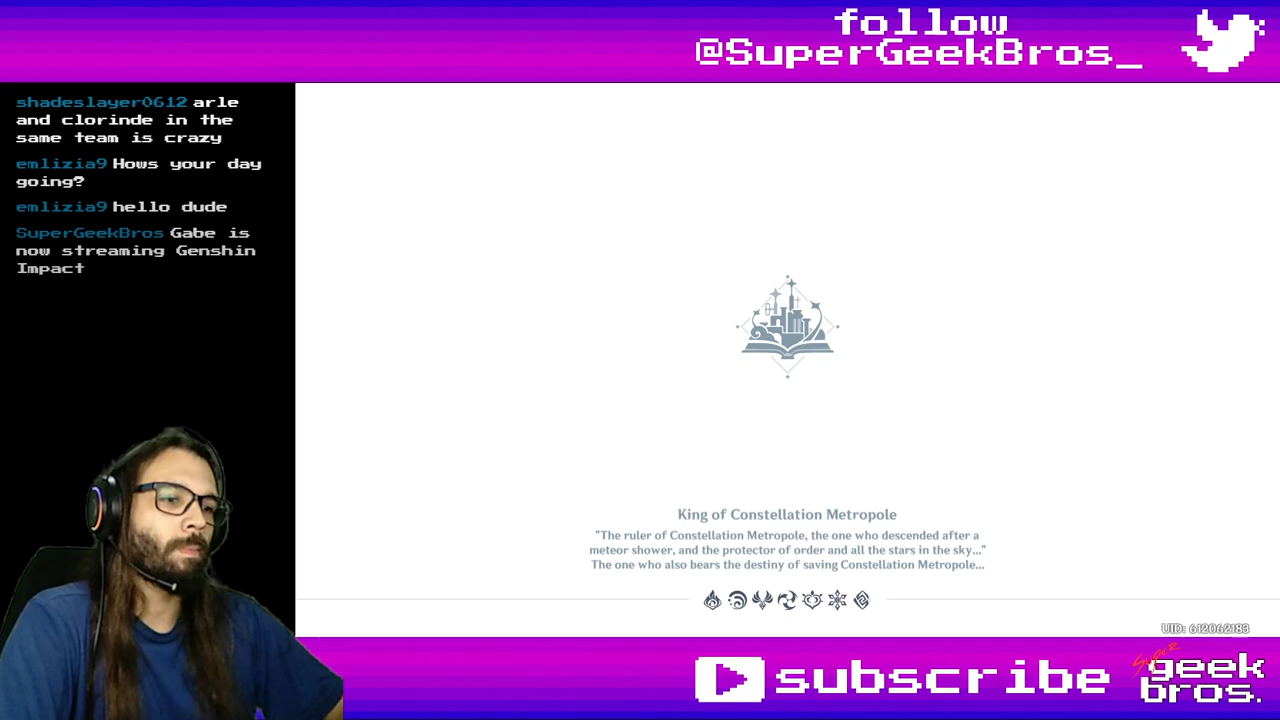 follow
@SuperGeekBros_
shadeslayer0612 arle
and clorinde in the
same team is crazy
emlizia9 Hows your day
going?
emlizia9 hello dude
SuperGeekBros Gabe is
now streaming Genshin
Impact
King of Constellation Metropole
"The ruler of Constellation Metropole, the one who descended after a
meteor shower, and the protector of order and all the stars in the sky..."
The one who also bears the destiny of saving Constellation Metropole...
UID: 612062183
subscribe
super
geek
bros.